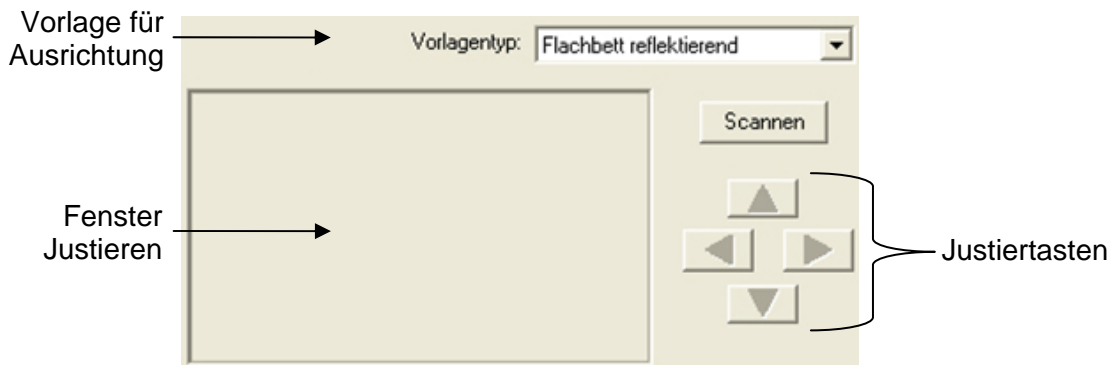 Vorlage für
Ausrichtung
Vorlagentyp: Flachbett reflektierend
Scannen
Fenster
Justieren
Justiertasten